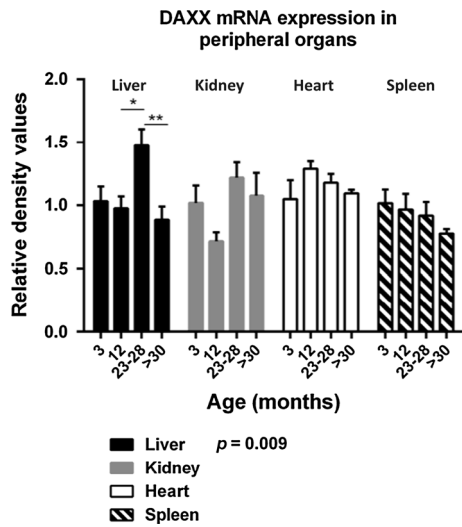 DAXX mRNA expression in
peripheral organs
Relative density values
2.0
1.5
1.0
0.5
0.0
Liver Kidney Heart Spleen
* **
3 12 23-28 >30 3 12 23-28 >30 3 12 23-28 >30 3 12 23-28 >30
Age (months)
Liver p = 0.009
Kidney
Heart
Spleen